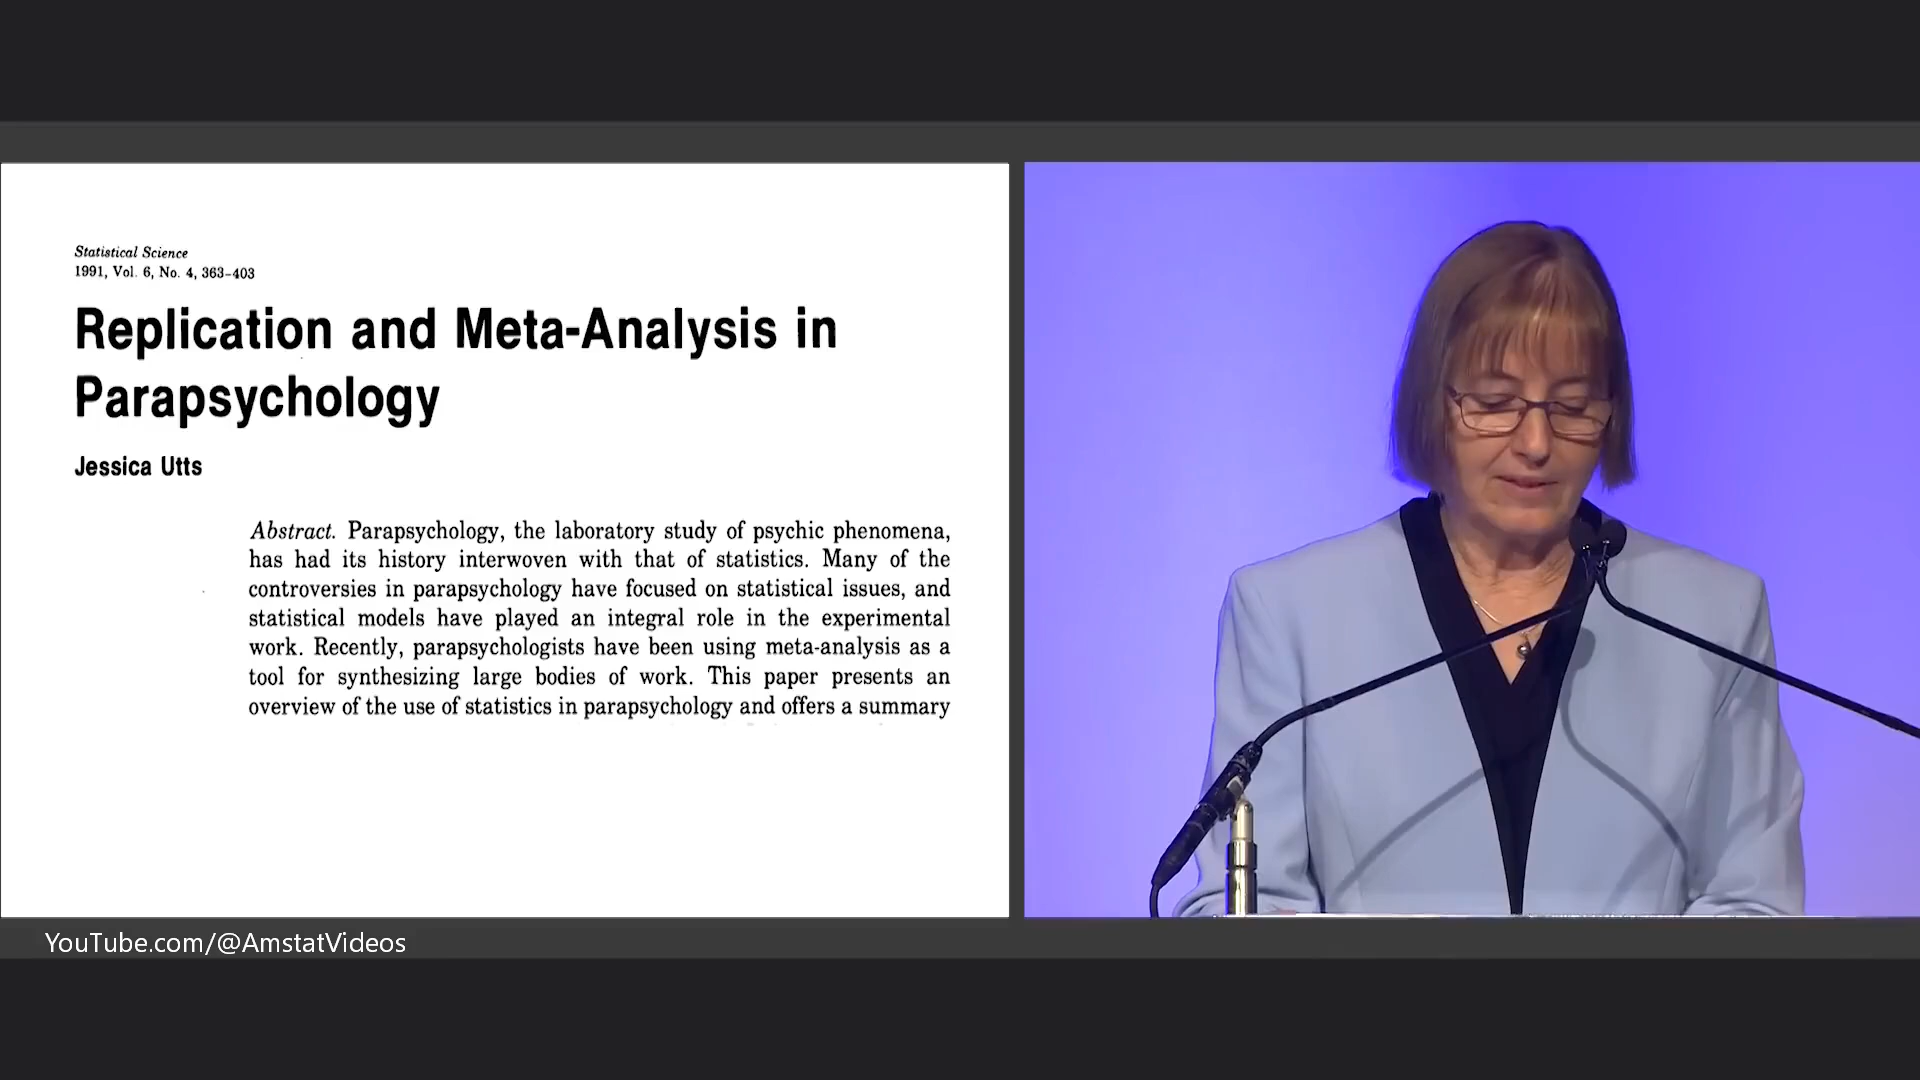 Statistical Science
1991, Vol. 6, No. 4, 363–403
Replication and Meta-Analysis in
Parapsychology
Jessica Utts
Abstract. Parapsychology, the laboratory study of psychic phenomena,
has had its history interwoven with that of statistics. Many of the
controversies in parapsychology have focused on statistical issues, and
statistical models have played an integral role in the experimental
work. Recently, parapsychologists have been using meta-analysis as a
tool for synthesizing large bodies of work. This paper presents an
overview of the use of statistics in parapsychology and offers a summary
YouTube.com/@AmstatVideos